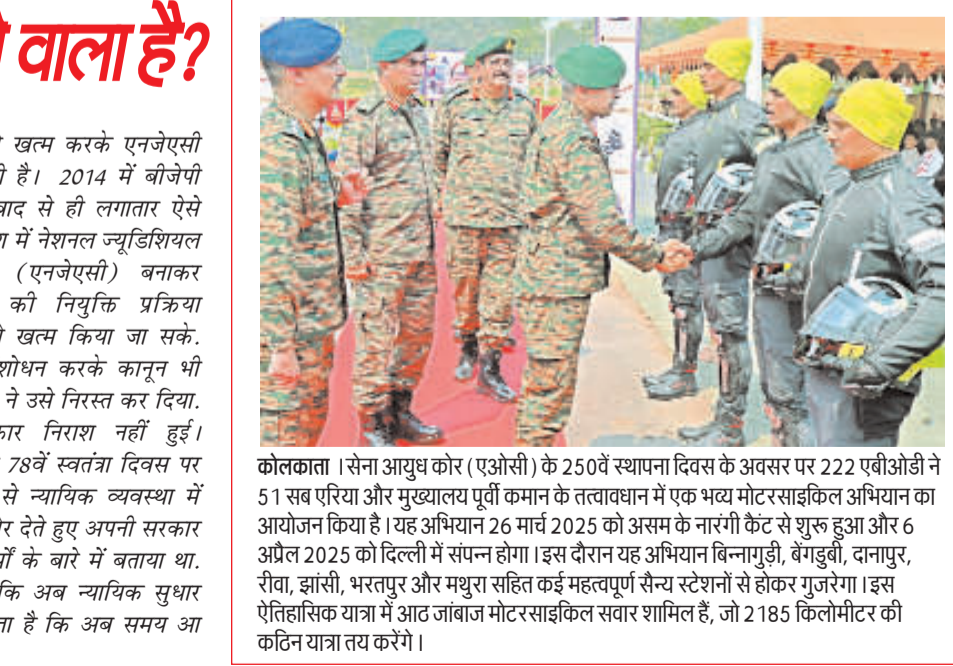 वाला है?
खत्म करके एनजेएसी
है। 2014 में बीजेपी
बाद से ही लगातार ऐसे
में नेशनल ज्यूडिशियल
(एनजेएसी) बनाकर
की नियुक्ति प्रक्रिया
खत्म किया जा सके.
करके कानून भी
ने उसे निरस्त कर दिया.
निराश नहीं हुई।
78वें स्वतंत्रा दिवस पर
से न्यायिक व्यवस्था में
देते हुए अपनी सरकार
के बारे में बताया था.
कि अब न्यायिक सुधार
है कि अब समय आ
कोलकाता । सेना आयुध कोर (एओसी) के 250वें स्थापना दिवस के अवसर पर 222 एबीओडी ने
51 सब एरिया और मुख्यालय पूर्वी कमान के तत्वावधान में एक भव्य मोटरसाइकिल अभियान का
आयोजन किया है। यह अभियान 26 मार्च 2025 को असम के नारंगी कैंट से शुरू हुआ और 6
अप्रैल 2025 को दिल्ली में संपन्न होगा। इस दौरान यह अभियान बिन्नागुड़ी, बेंगडुबी, दानापुर,
रीवा, झांसी, भरतपुर और मथुरा सहित कई महत्वपूर्ण सैन्य स्टेशनों से होकर गुजरेगा। इस
ऐतिहासिक यात्रा में आठ जांबाज मोटरसाइकिल सवार शामिल हैं, जो 2185 किलोमीटर की
कठिन यात्रा तय करेंगे।